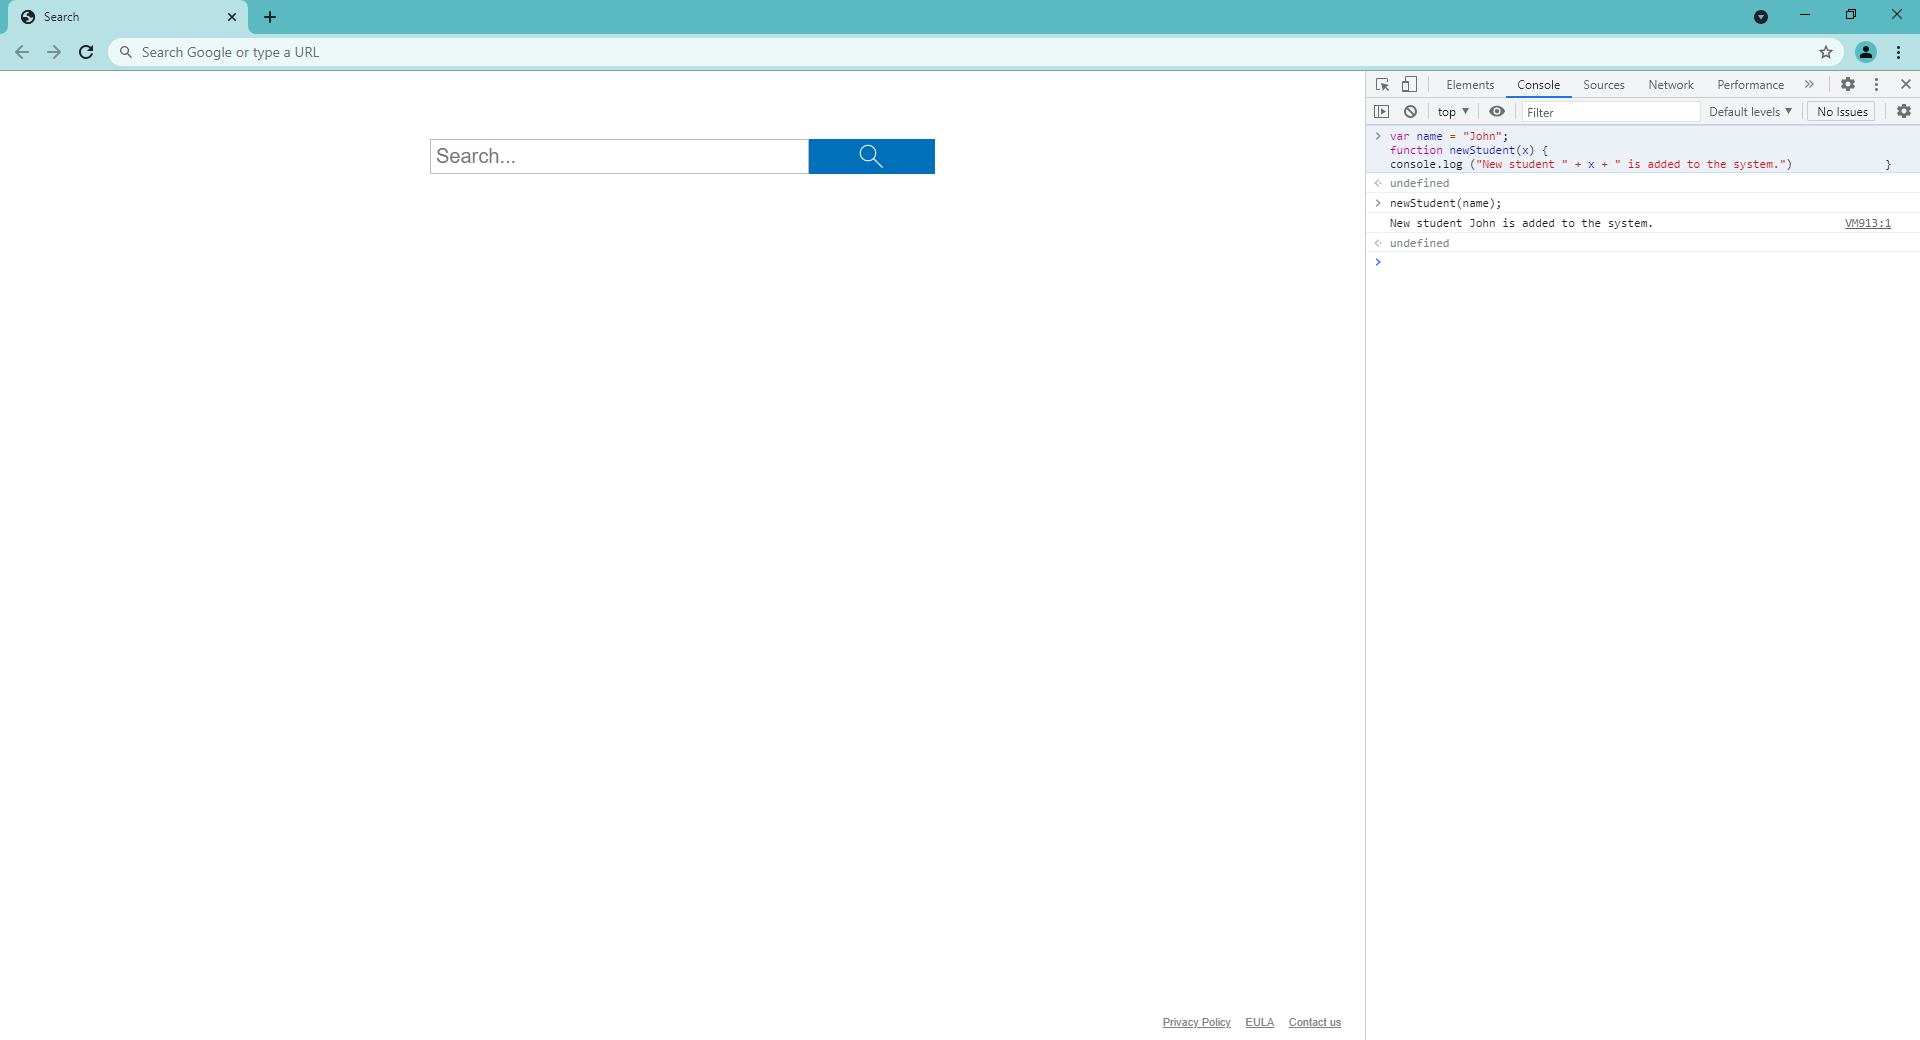 Search
Search Google or type a URL
Elements Console Sources Network Performance
top Filter Default levels No Issues
Search...
var name = "John";
function newStudent(x) {
console.log ("New student " + x + " is added to the system.") }
undefined
newStudent(name);
New student John is added to the system. VM913:1
undefined
Privacy Policy EULA Contact us